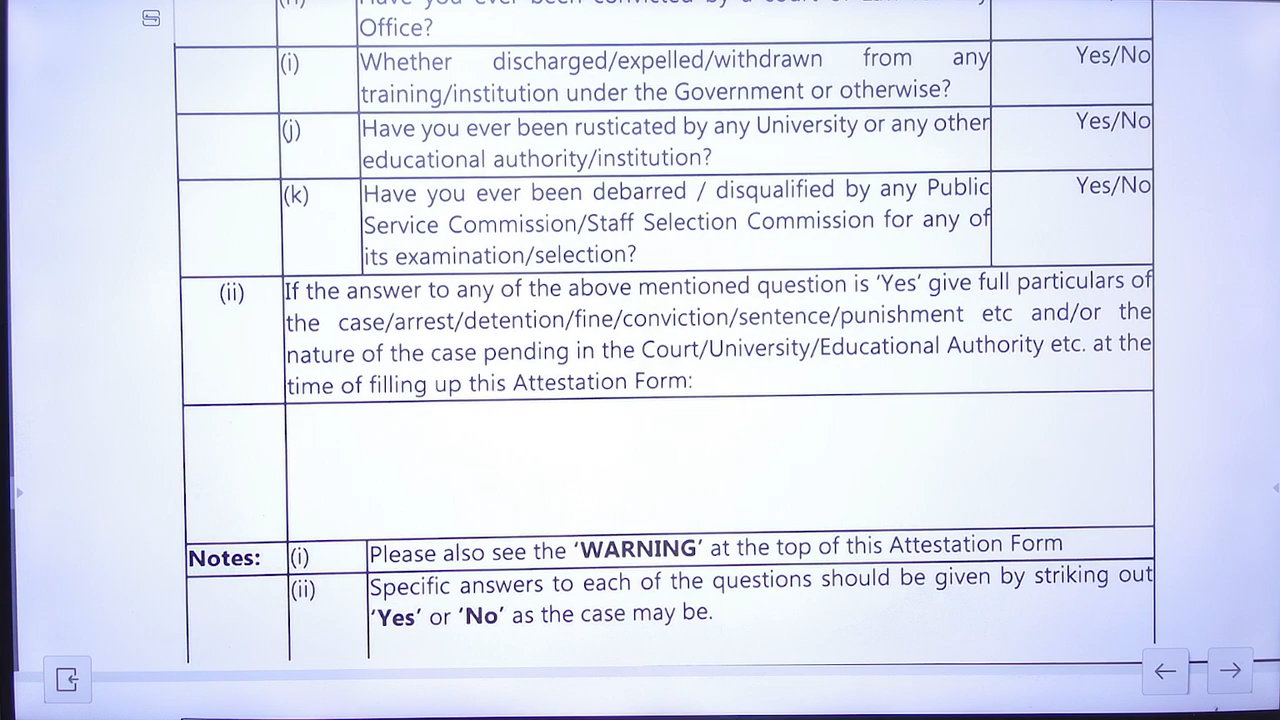 Office?
(i) Whether discharged/expelled/withdrawn from any Yes/No
training/institution under the Government or otherwise?
(j) Have you ever been rusticated by any University or any other Yes/No
educational authority/institution?
(k) Have you ever been debarred / disqualified by any Public Yes/No
Service Commission/Staff Selection Commission for any of
its examination/selection?
(ii) If the answer to any of the above mentioned question is ‘Yes’ give full particulars of
the case/arrest/detention/fine/conviction/sentence/punishment etc and/or the
nature of the case pending in the Court/University/Educational Authority etc. at the
time of filling up this Attestation Form:
Notes: (i) Please also see the ‘WARNING’ at the top of this Attestation Form
(ii) Specific answers to each of the questions should be given by striking out
‘Yes’ or ‘No’ as the case may be.